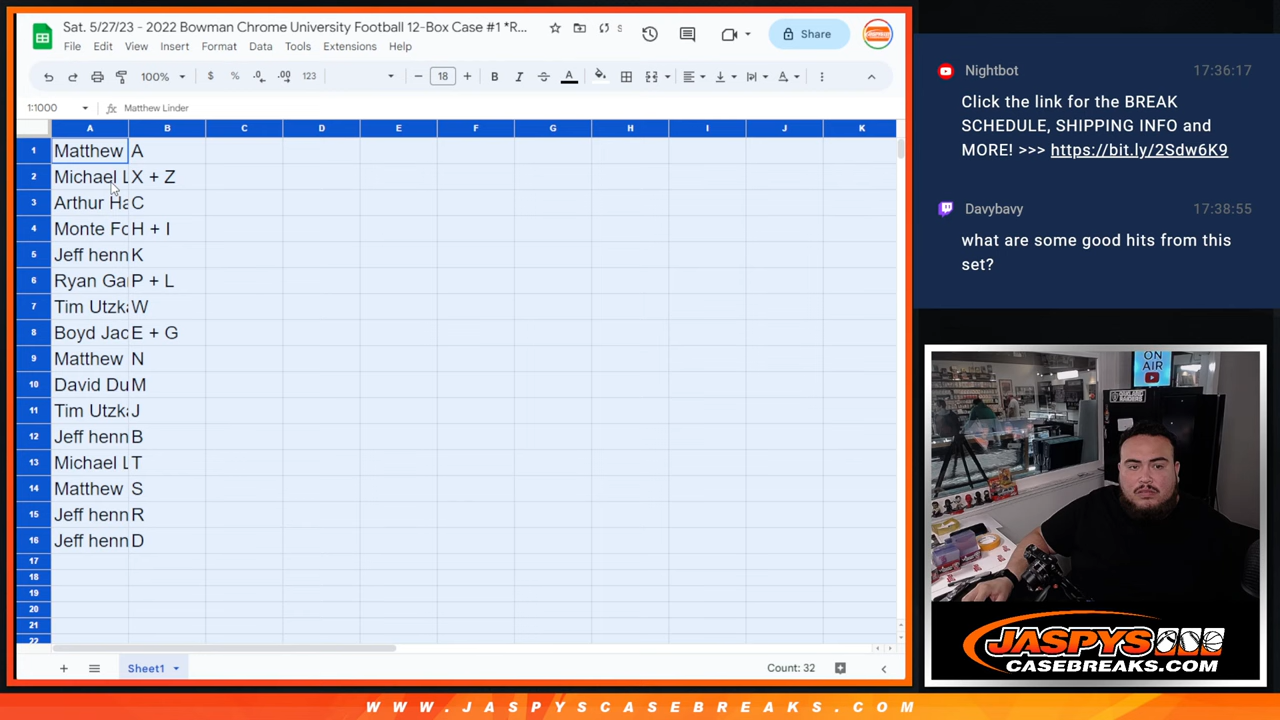 Sat. 5/27/23 - 2022 Bowman Chrome University Football 12-Box Case #1 *R...
Share
File Edit View Insert Format Data Tools Extensions Help
100% $ % .0 .00 123 18 B I A
1:1000 fx Matthew Linder
A B C D E F G H I J K
1 Matthew A
2 Michael L X + Z
3 Arthur Ha C
4 Monte Fo H + I
5 Jeff henn K
6 Ryan Gar P + L
7 Tim Utzka W
8 Boyd Jac E + G
9 Matthew N
10 David Du M
11 Tim Utzka J
12 Jeff henn B
13 Michael L T
14 Matthew S
15 Jeff henn R
16 Jeff henn D
17
18
19
20
21
22
Sheet1 Count: 32
Nightbot 17:36:17
Click the link for the BREAK
SCHEDULE, SHIPPING INFO and
MORE! >>> https://bit.ly/2Sdw6K9
Davybavy 17:38:55
what are some good hits from this
set?
ON
AIR
JASPYS
CASEBREAKS.COM
WWW.JASPYSCASEBREAKS.COM